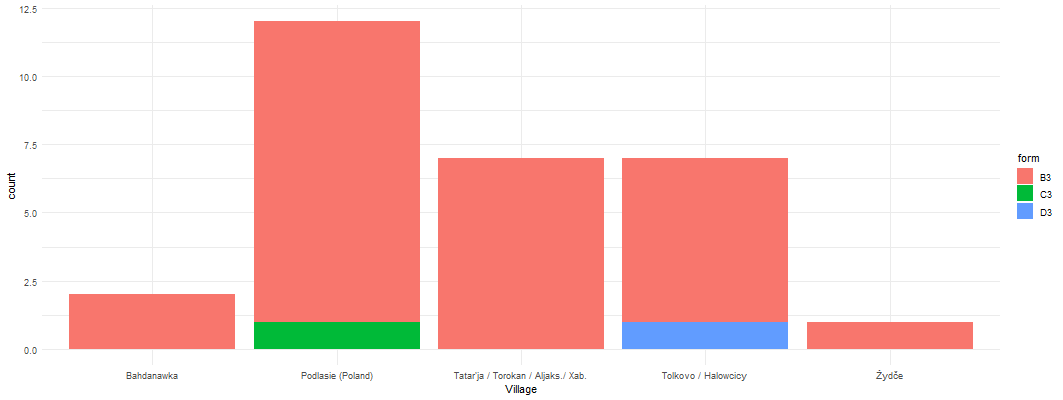 12.5
10.0
7.5
5.0
2.5
0.0
count
Bahdanawka
Podlasie (Poland)
Tatar'ja / Torokan / Aljaks./ Xab.
Tolkovo / Halowcicy
Žydče
Village
form
B3
C3
D3